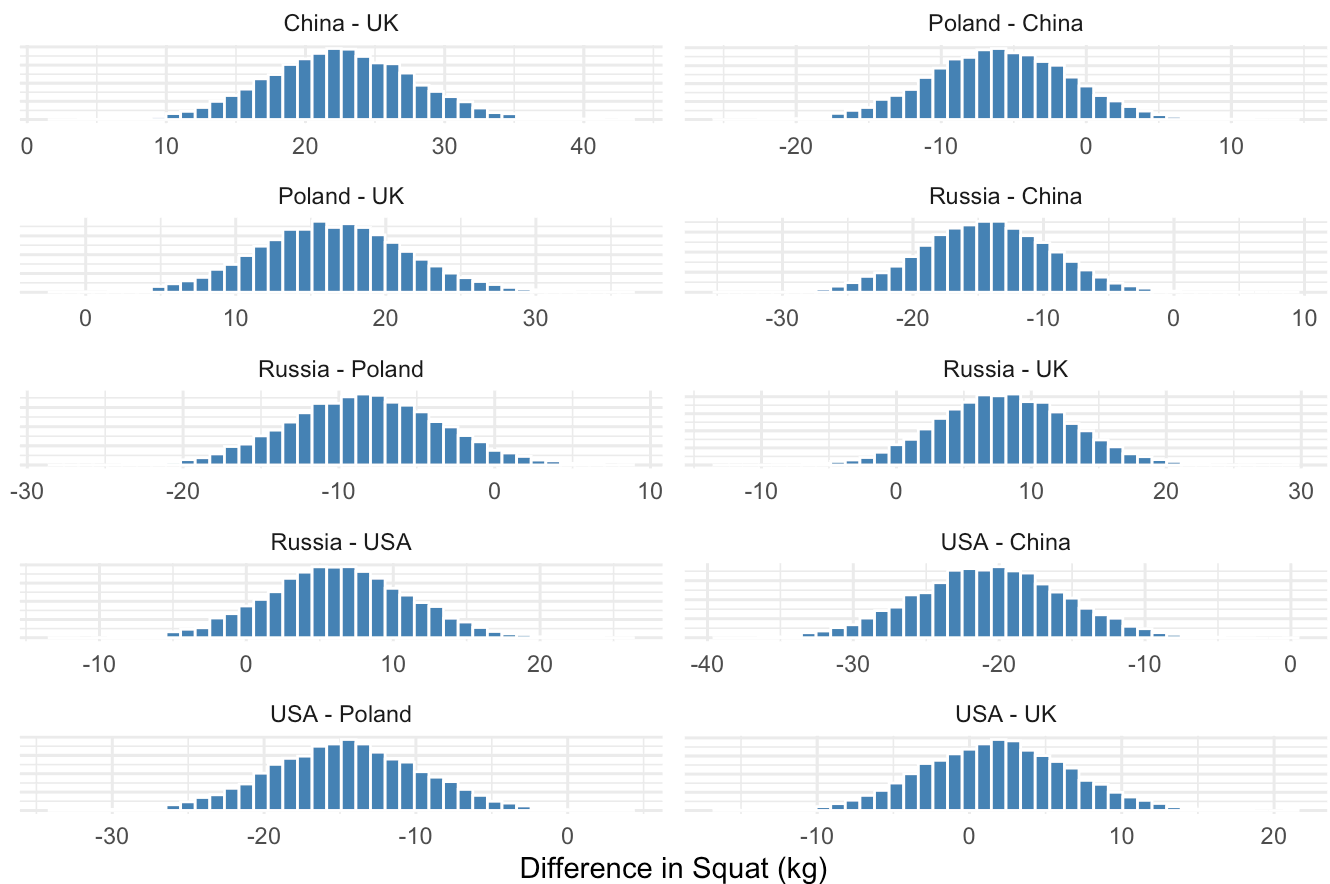 China - UK
0 10 20 30 40
Poland - China
-20 -10 0 10
Poland - UK
0 10 20 30
Russia - China
-30 -20 -10 0 10
Russia - Poland
-30 -20 -10 0 10
Russia - UK
-10 0 10 20 30
Russia - USA
-10 0 10 20
USA - China
-40 -30 -20 -10 0
USA - Poland
-30 -20 -10 0
USA - UK
-10 0 10 20
Difference in Squat (kg)